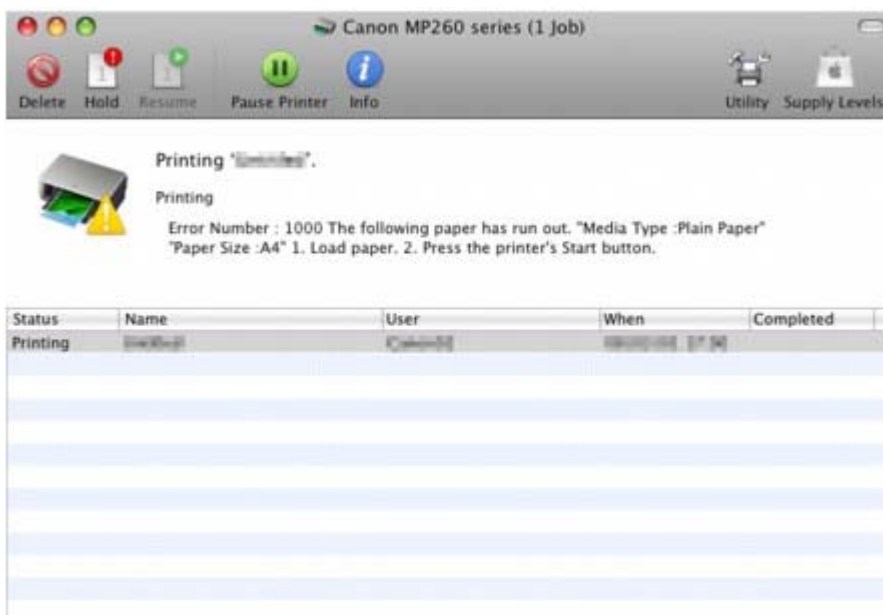 Canon MP260 series (1 Job)
Delete Hold Resume Pause Printer Info Utility Supply Levels
Printing " ".
Printing
Error Number : 1000 The following paper has run out. "Media Type :Plain Paper"
"Paper Size :A4" 1. Load paper. 2. Press the printer's Start button.
Status Name User When Completed
Printing